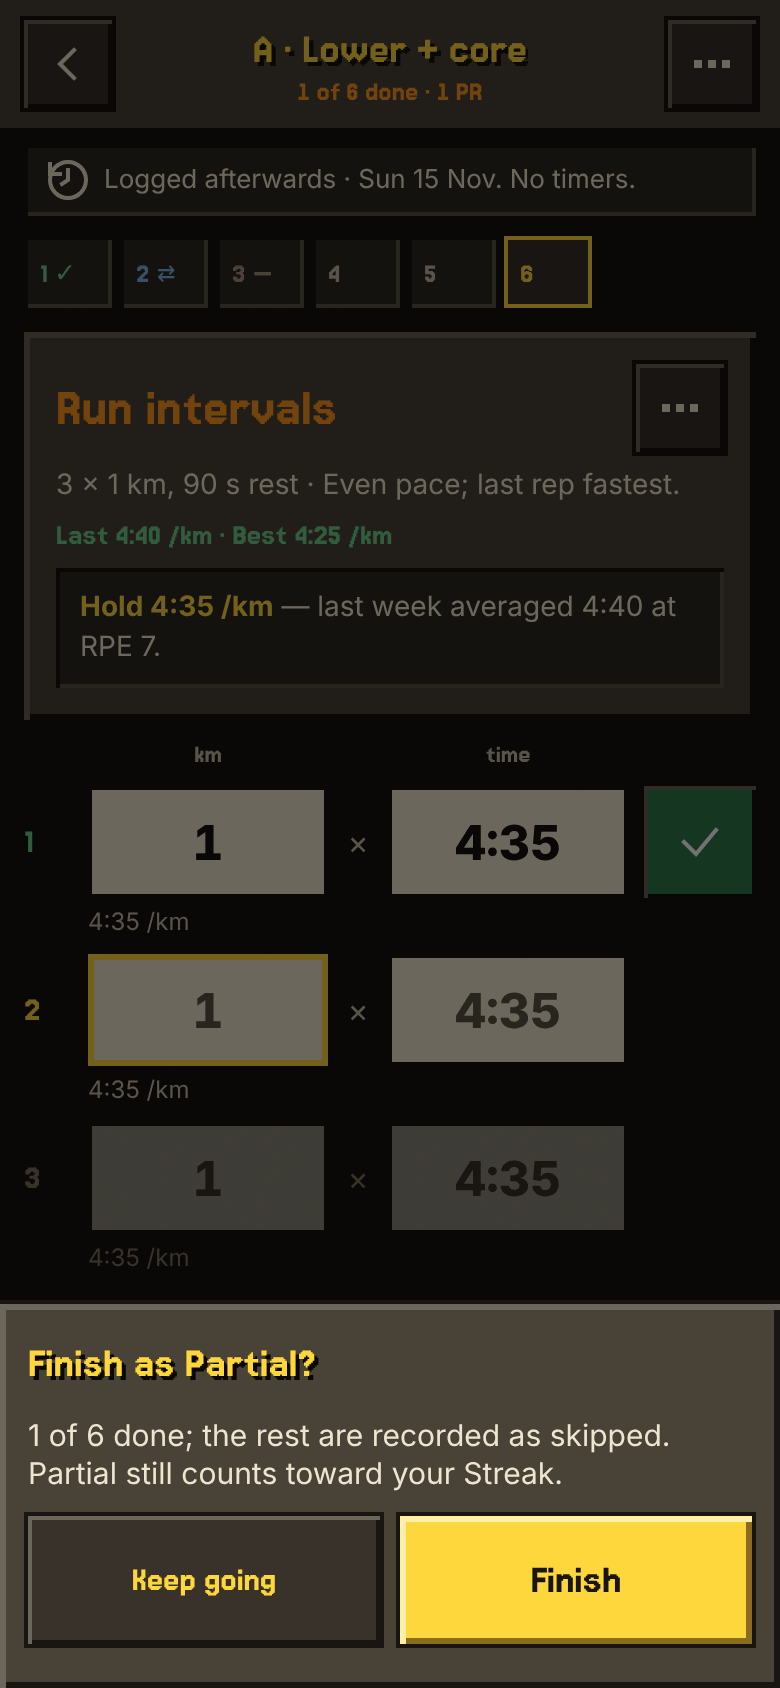 A · Lower + core
1 of 6 done · 1 PR
Logged afterwards · Sun 15 Nov. No timers.
1 ✓ 2 ⇄ 3 — 4 5 6
Run intervals
3 × 1 km, 90 s rest · Even pace; last rep fastest.
Last 4:40 /km · Best 4:25 /km
Hold 4:35 /km — last week averaged 4:40 at
RPE 7.
km time
1 1 × 4:35
4:35 /km
2 1 × 4:35
4:35 /km
3 1 × 4:35
4:35 /km
Finish as Partial?
1 of 6 done; the rest are recorded as skipped.
Partial still counts toward your Streak.
Keep going Finish